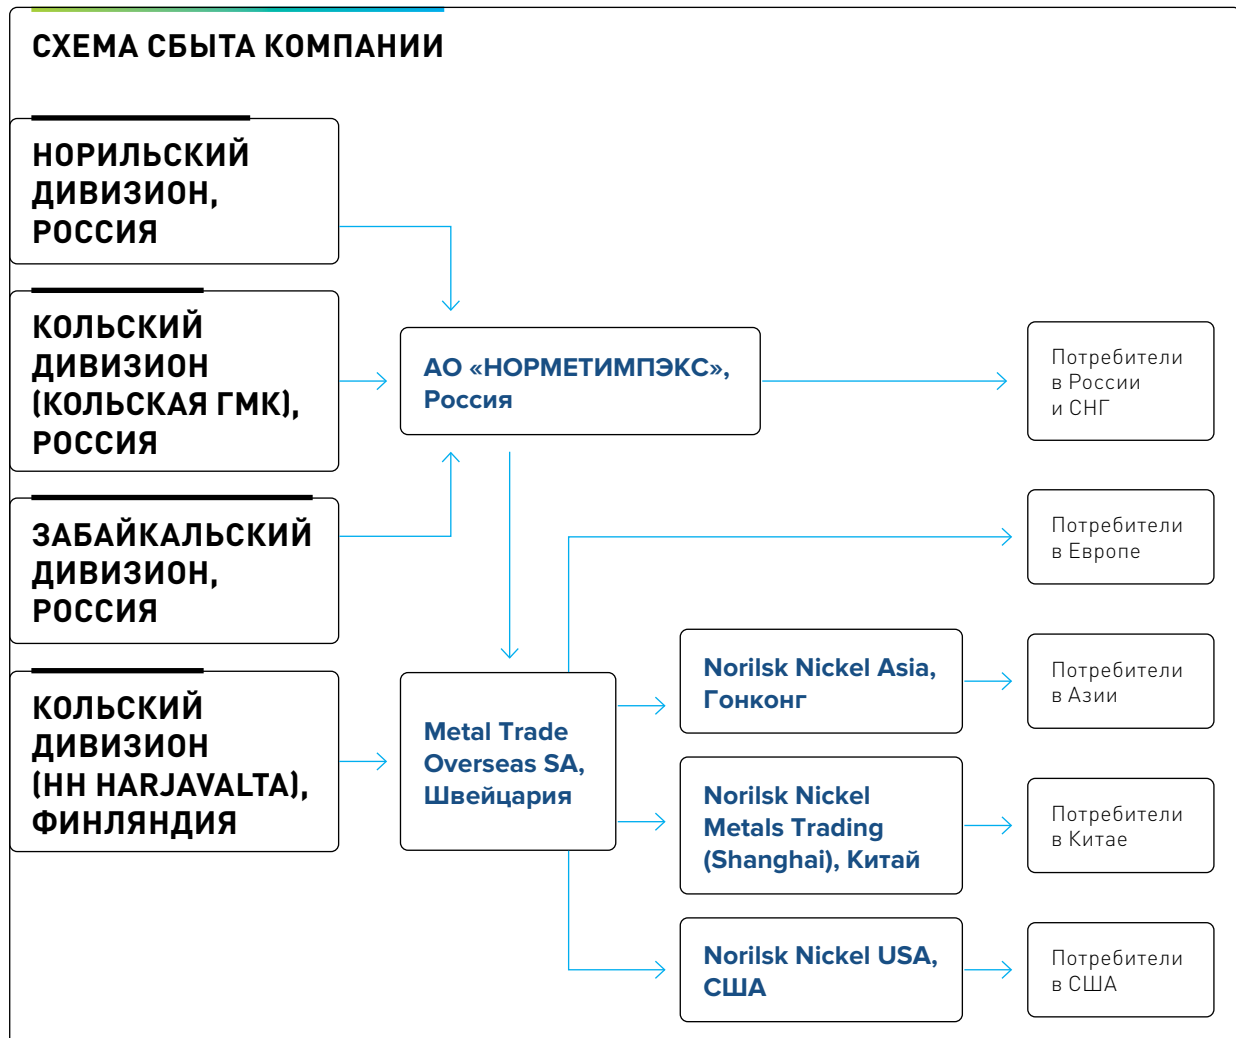 СХЕМА СБЫТА КОМПАНИИ
НОРИЛЬСКИЙ
ДИВИЗИОН,
РОССИЯ
КОЛЬСКИЙ
ДИВИЗИОН
(КОЛЬСКАЯ ГМК),
РОССИЯ
ЗАБАЙКАЛЬСКИЙ
ДИВИЗИОН,
РОССИЯ
КОЛЬСКИЙ
ДИВИЗИОН
(НН HARJAVALTA),
ФИНЛЯНДИЯ
АО «НОРМЕТИМПЭКС»,
Россия
Metal Trade
Overseas SA,
Швейцария
Norilsk Nickel Asia,
Гонконг
Norilsk Nickel
Metals Trading
(Shanghai), Китай
Norilsk Nickel USA,
США
Потребители
в России
и СНГ
Потребители
в Европе
Потребители
в Азии
Потребители
в Китае
Потребители
в США